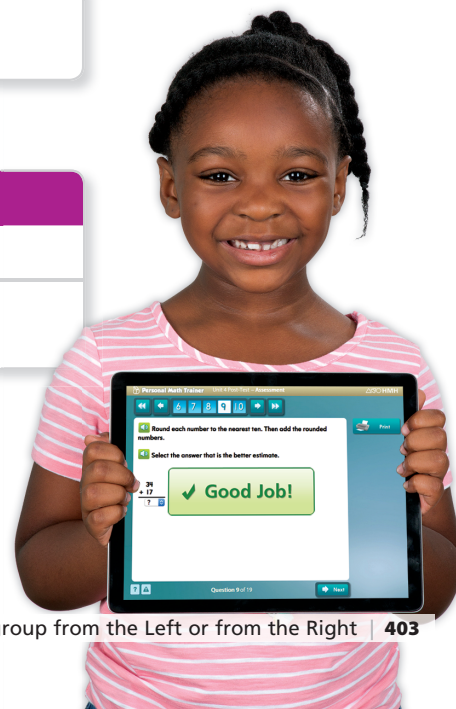 Personal Math Trainer Unit 4 Post-Test – Assessment
HMH
6 7 8 9 10
Print
Round each number to the nearest ten. Then add the rounded
numbers.
Select the answer that is the better estimate.
34
+ 17
?
✓ Good Job!
?
Question 9 of 19
Next
group from the Left or from the Right | 403